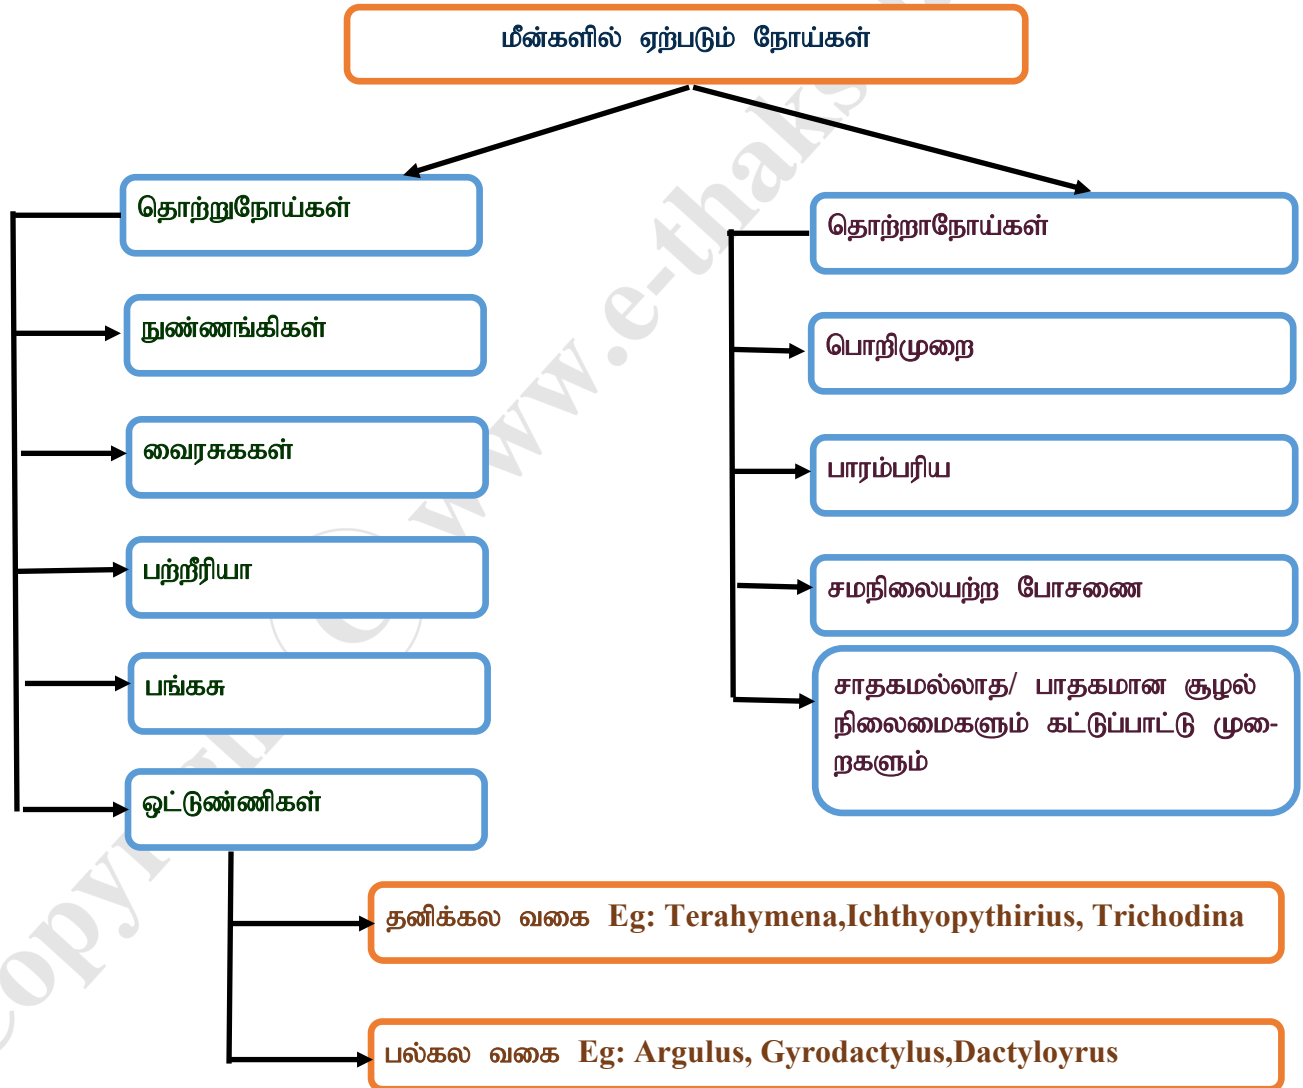 மீன்களில் ஏற்படும் நோய்கள்
தொற்றுநோய்கள்
நுண்ணங்கிகள்
வைரசுககள்
பற்றீரியா
பங்கசு
ஒட்டுண்ணிகள்
தனிக்கல வகை Eg: Terahymena,Ichthyopythirius, Trichodina
பல்கல வகை Eg: Argulus, Gyrodactylus,Dactyloyrus
தொற்றாநோய்கள்
பொறிமுறை
பாரம்பரிய
சமநிலையற்ற போசணை
சாதகமல்லாத/ பாதகமான சூழல்
நிலைமைகளும் கட்டுப்பாட்டு முறை-
றகளும்
© www.e-thaks